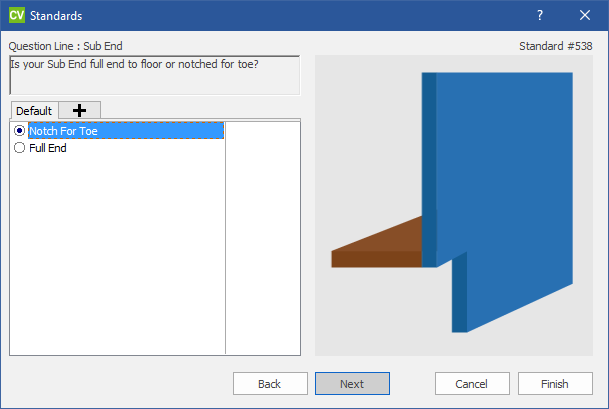 CV Standards ?
Question Line : Sub End Standard #538
Is your Sub End full end to floor or notched for toe?
Default
Notch For Toe
Full End
Back Next Cancel Finish